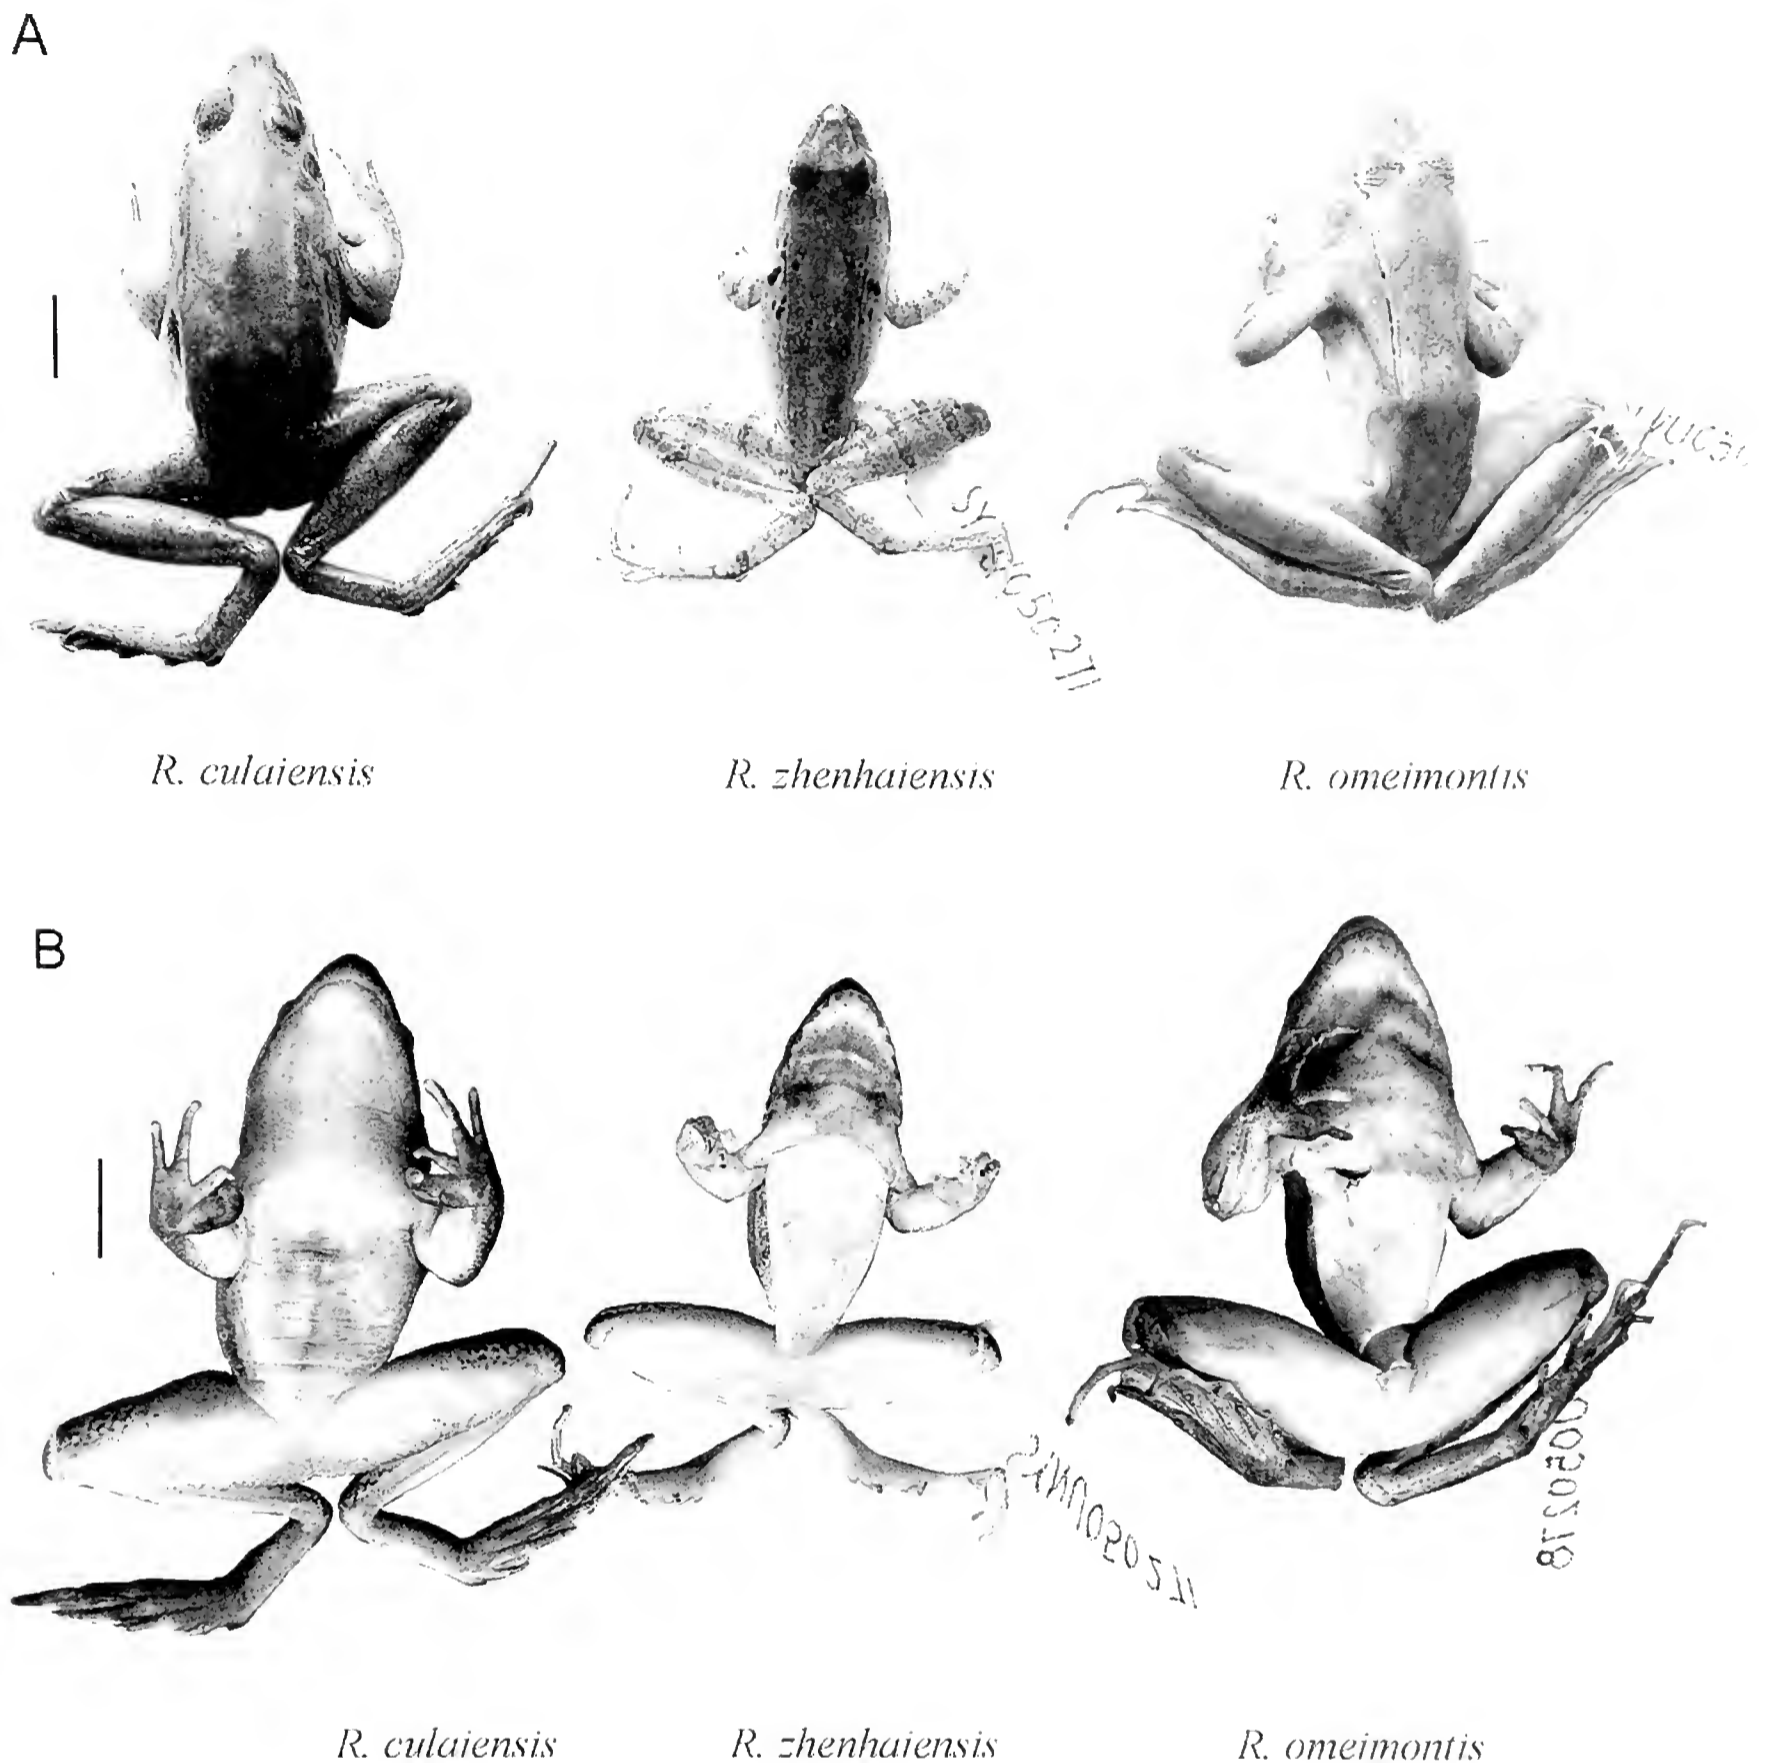 A
R. culaiensis
R. zhenhaiensis
R. omeimontis
B
R. culaiensis
R. zhenhaiensis
R. omeimontis